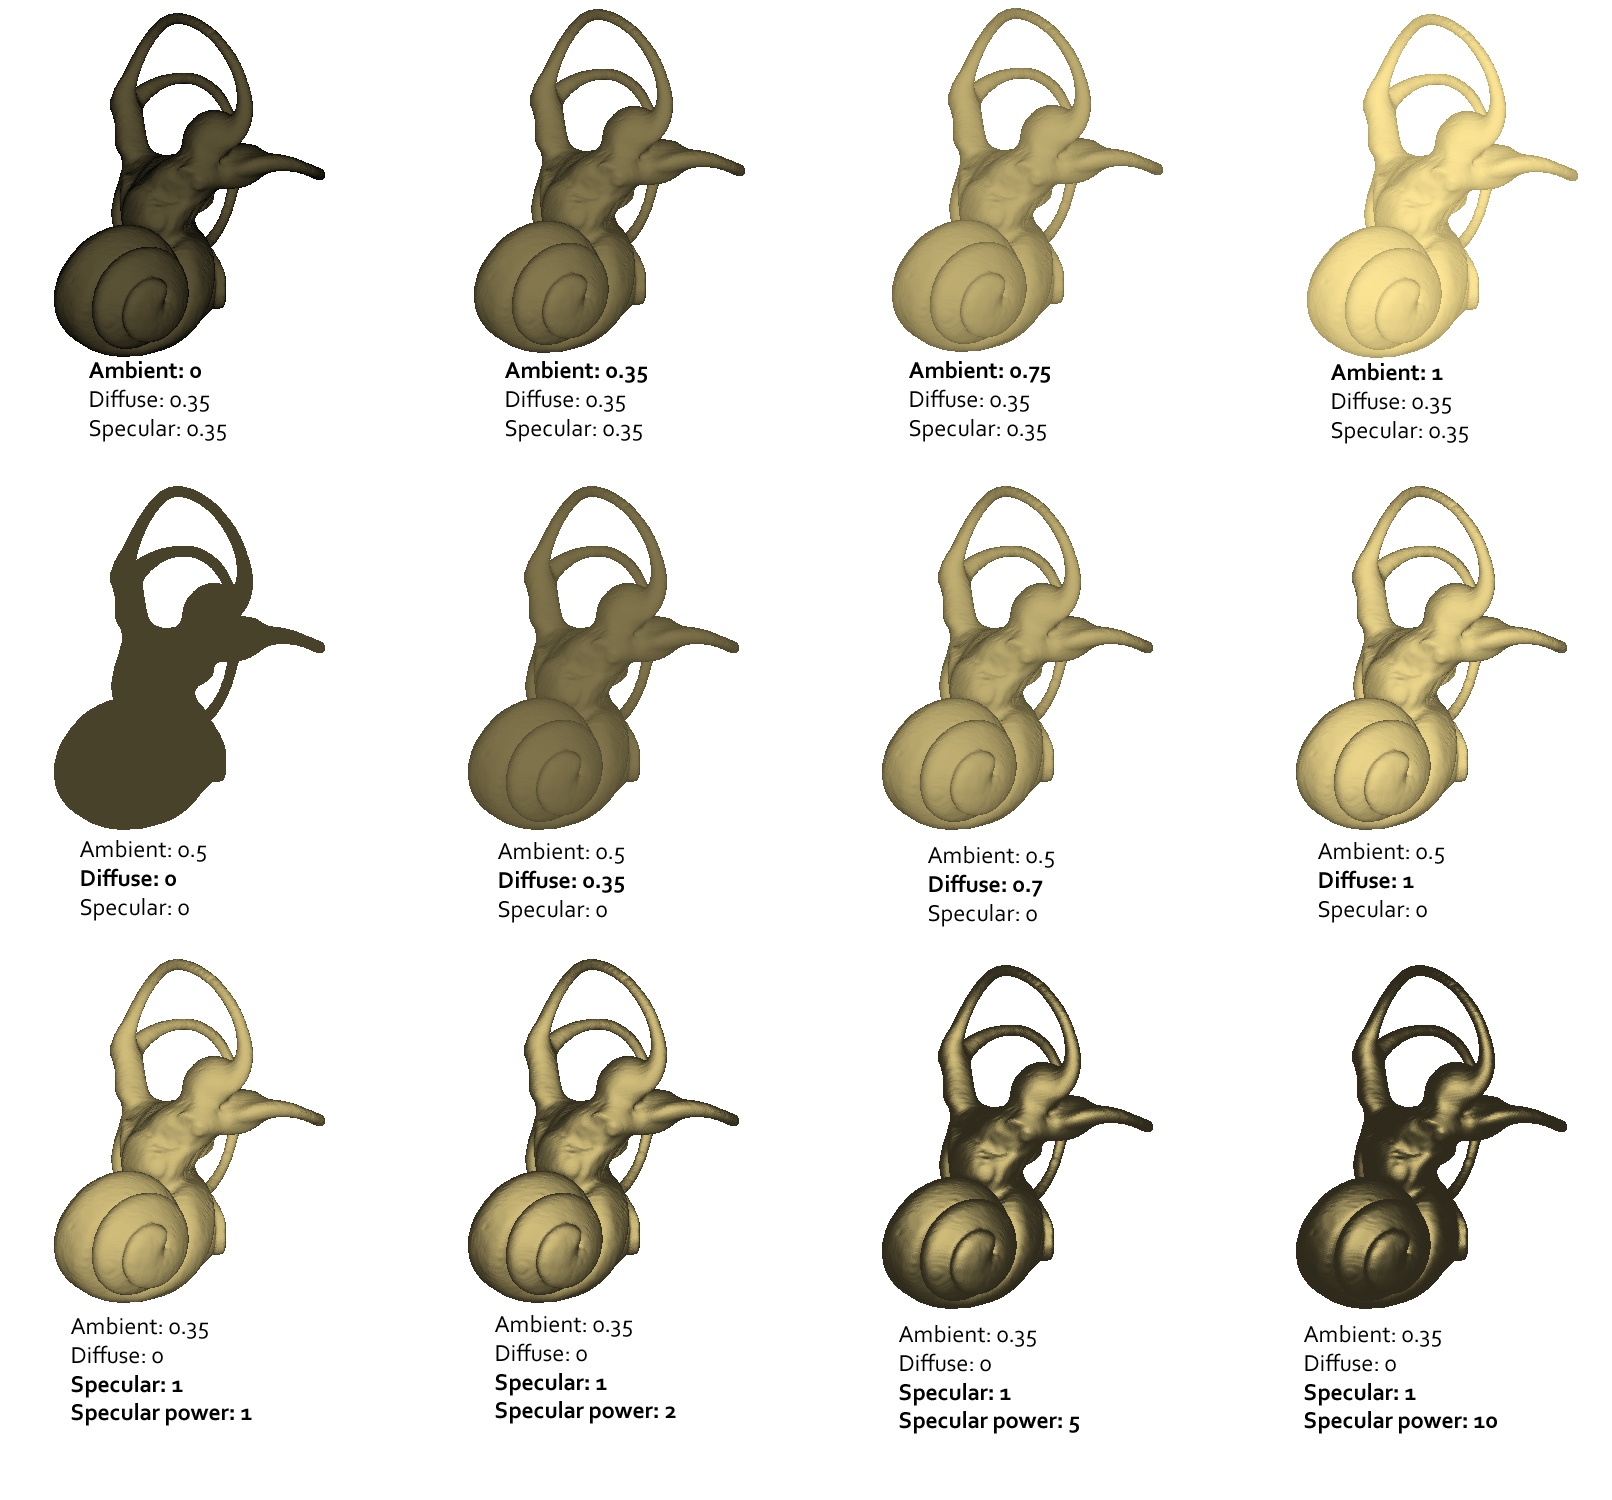 Ambient: 0
Diffuse: 0.35
Specular: 0.35
Ambient: 0.35
Diffuse: 0.35
Specular: 0.35
Ambient: 0.75
Diffuse: 0.35
Specular: 0.35
Ambient: 1
Diffuse: 0.35
Specular: 0.35
Ambient: 0.5
Diffuse: 0
Specular: 0
Ambient: 0.5
Diffuse: 0.35
Specular: 0
Ambient: 0.5
Diffuse: 0.7
Specular: 0
Ambient: 0.5
Diffuse: 1
Specular: 0
Ambient: 0.35
Diffuse: 0
Specular: 1
Specular power: 1
Ambient: 0.35
Diffuse: 0
Specular: 1
Specular power: 2
Ambient: 0.35
Diffuse: 0
Specular: 1
Specular power: 5
Ambient: 0.35
Diffuse: 0
Specular: 1
Specular power: 10